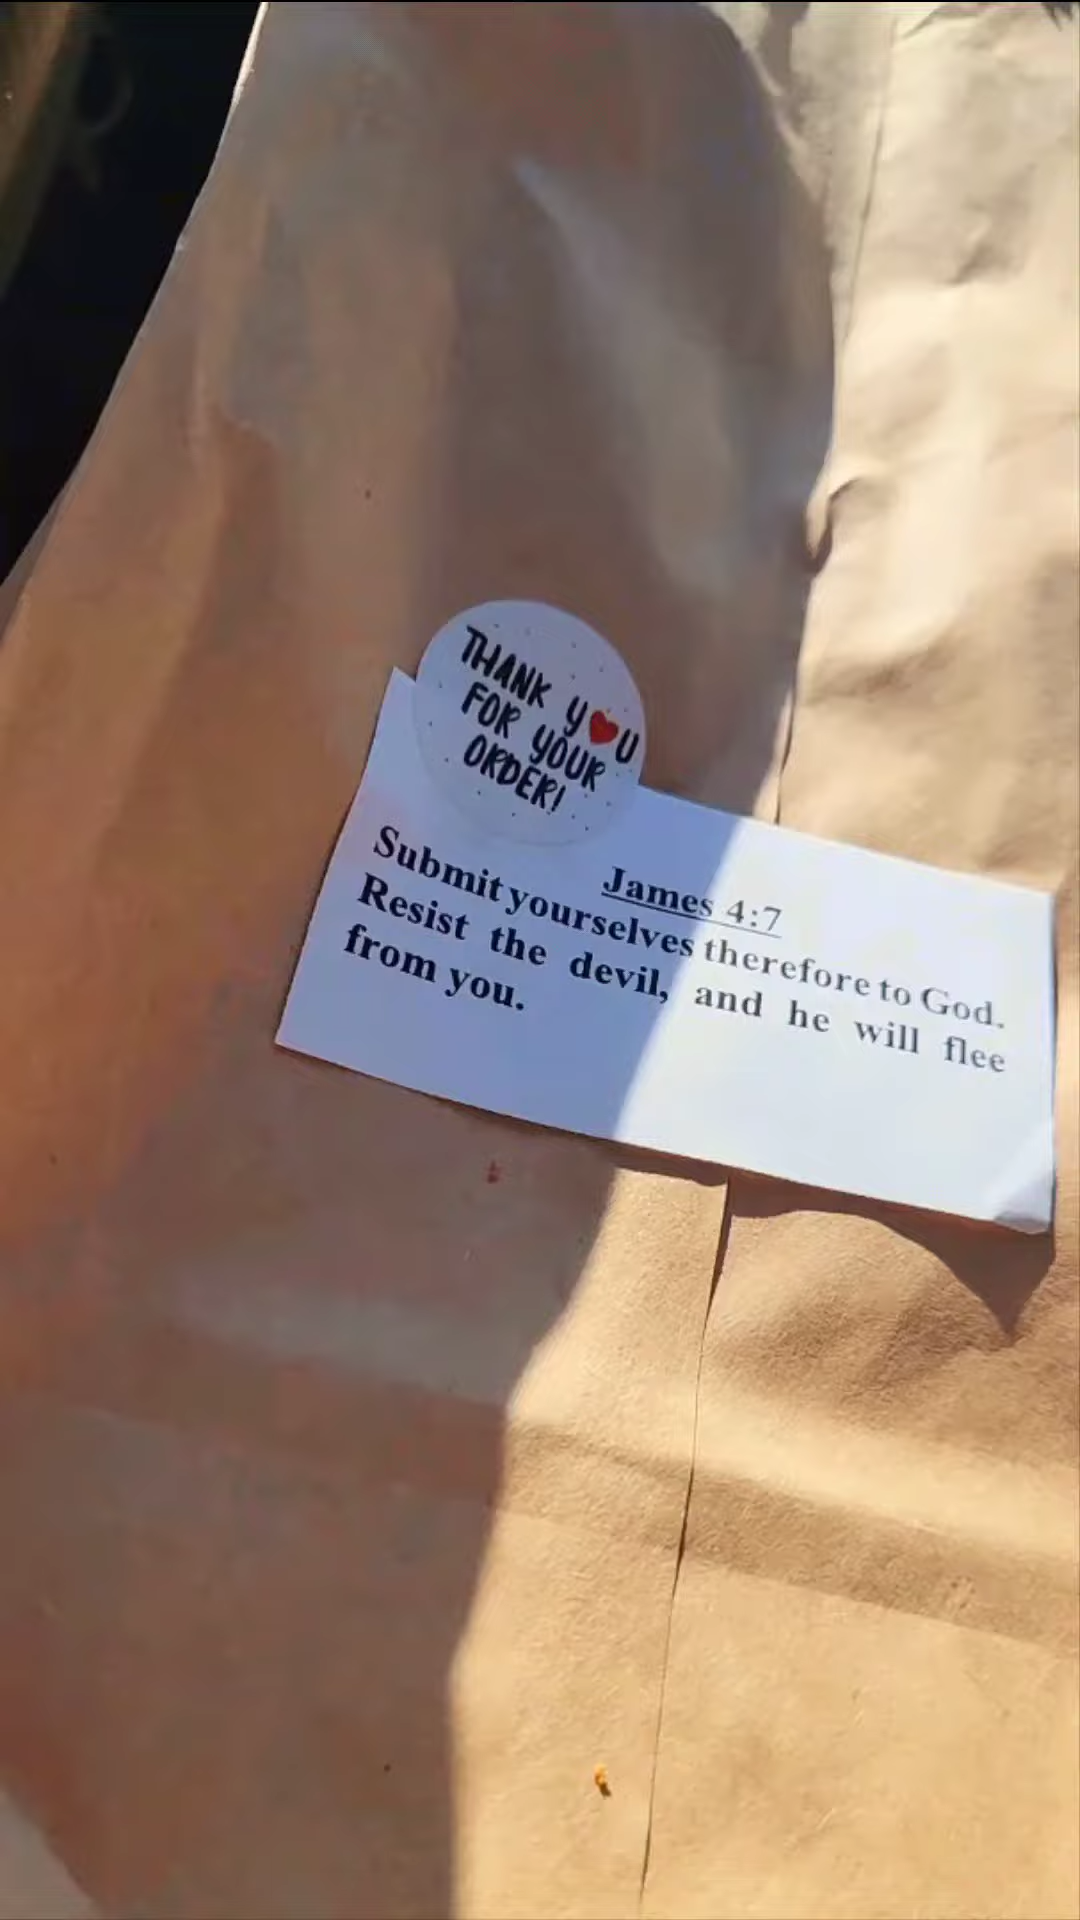 THANK Y❤U
FOR YOUR
ORDER!
James 4:7
Submit yourselves therefore to God.
Resist the devil, and he will flee
from you.